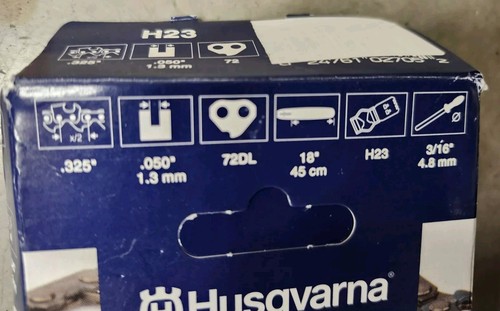 H23
.325" .050" 72
1.3 mm
x/2
.325" .050" 72DL 18" H23 3/16"
1.3 mm 45 cm 4.8 mm
Husqvarna®